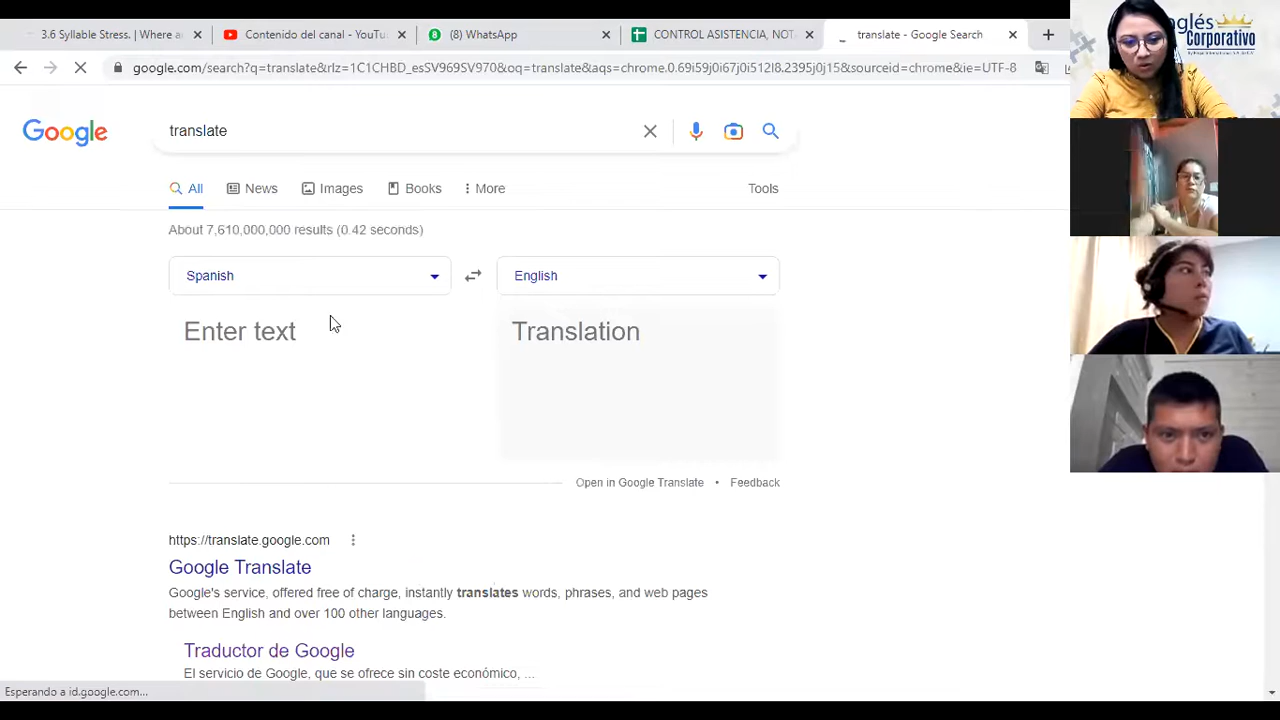 3.6 Syllable Stress. | Where a
Contenido del canal - YouTu
(8) WhatsApp
CONTROL ASISTENCIA, NOT
translate - Google Search
google.com/search?q=translate&rlz=1C1CHBD_esSV969SV970&oq=translate&aqs=chrome.0.69i59j0i67j0i512l8.2395j0j15&sourceid=chrome&ie=UTF-8
Corporativo
Google
translate
All
News
Images
Books
More
Tools
About 7,610,000,000 results (0.42 seconds)
Spanish
English
Enter text
Translation
Open in Google Translate • Feedback
https://translate.google.com
Google Translate
Google's service, offered free of charge, instantly translates words, phrases, and web pages
between English and over 100 other languages.
Traductor de Google
El servicio de Google, que se ofrece sin coste económico, ...
Esperando a id.google.com...